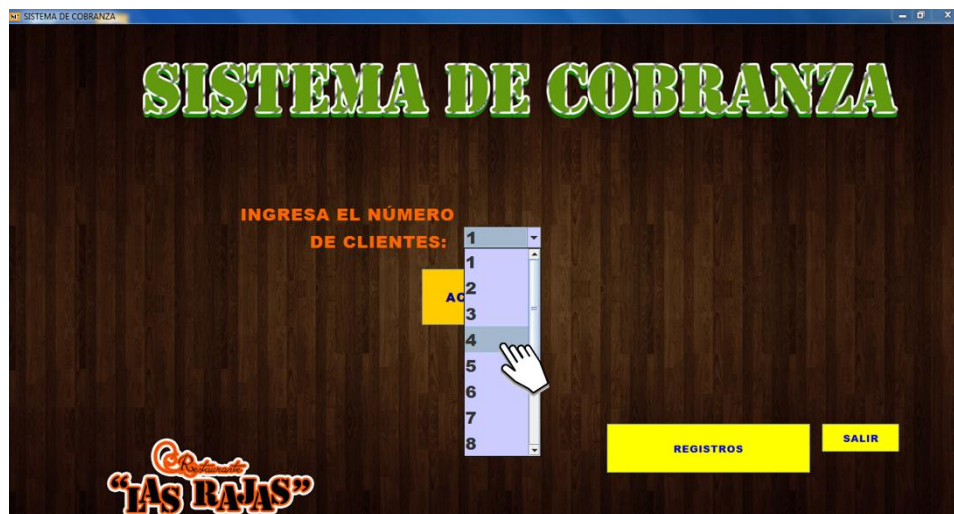 SISTEMA DE COBRANZA
SISTEMA DE COBRANZA
INGRESA EL NÚMERO
DE CLIENTES:
1
1
2
AC
3
4
5
6
7
8
REGISTROS
SALIR
Restaurante
“LAS RAJAS”